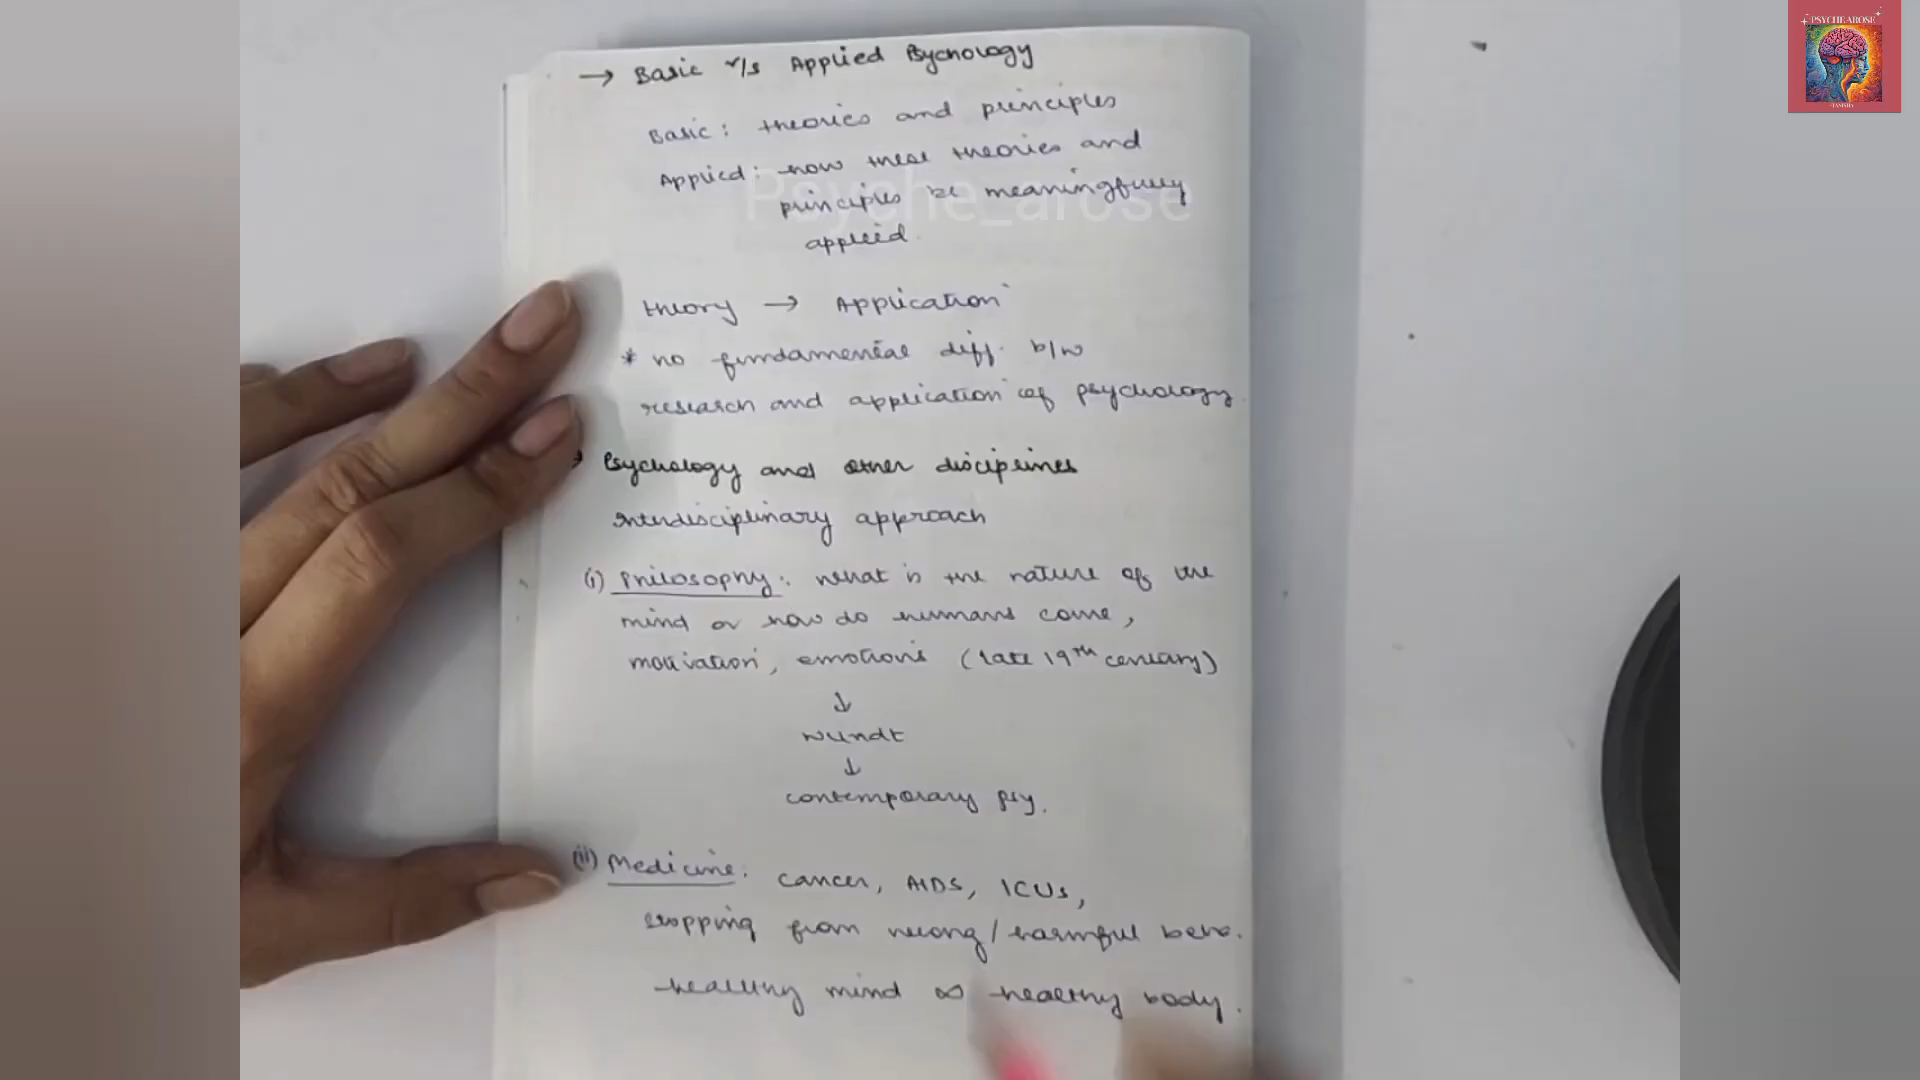 PSYCHEAROSE
→ Basic v/s Applied Psychology
Basic: theories and principles
Applied: how these theories and
principles be meaningfully
applied.
Psyche_arose
theory → Application
* no fundamental diff. b/w
research and application of psychology.
→ Psychology and other disciplines
Interdisciplinary approach
(i) Philosophy: what is the nature of the
mind or how do humans come,
motivation, emotions (late 19th century)
↓
wundt
↓
contemporary psy.
(ii) Medicine: cancer, AIDS, ICUs,
stopping from wrong/harmful behv.
healthy mind ∞ healthy body.